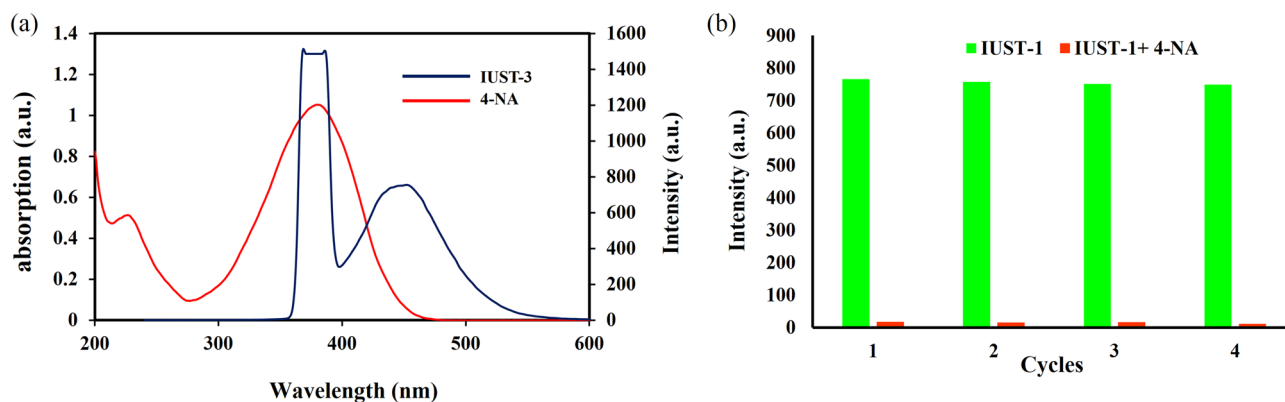 (a)
absorption (a.u.)
1.4
1.2
1
0.8
0.6
0.4
0.2
0
1600
1400
1200
1000
800
600
400
200
0
Intensity (a.u.)
IUST-3
4-NA
200 300 400 500 600
Wavelength (nm)
(b)
Intensity (a.u.)
900
800
700
600
500
400
300
200
100
0
IUST-1 IUST-1+ 4-NA
1 2 3 4
Cycles